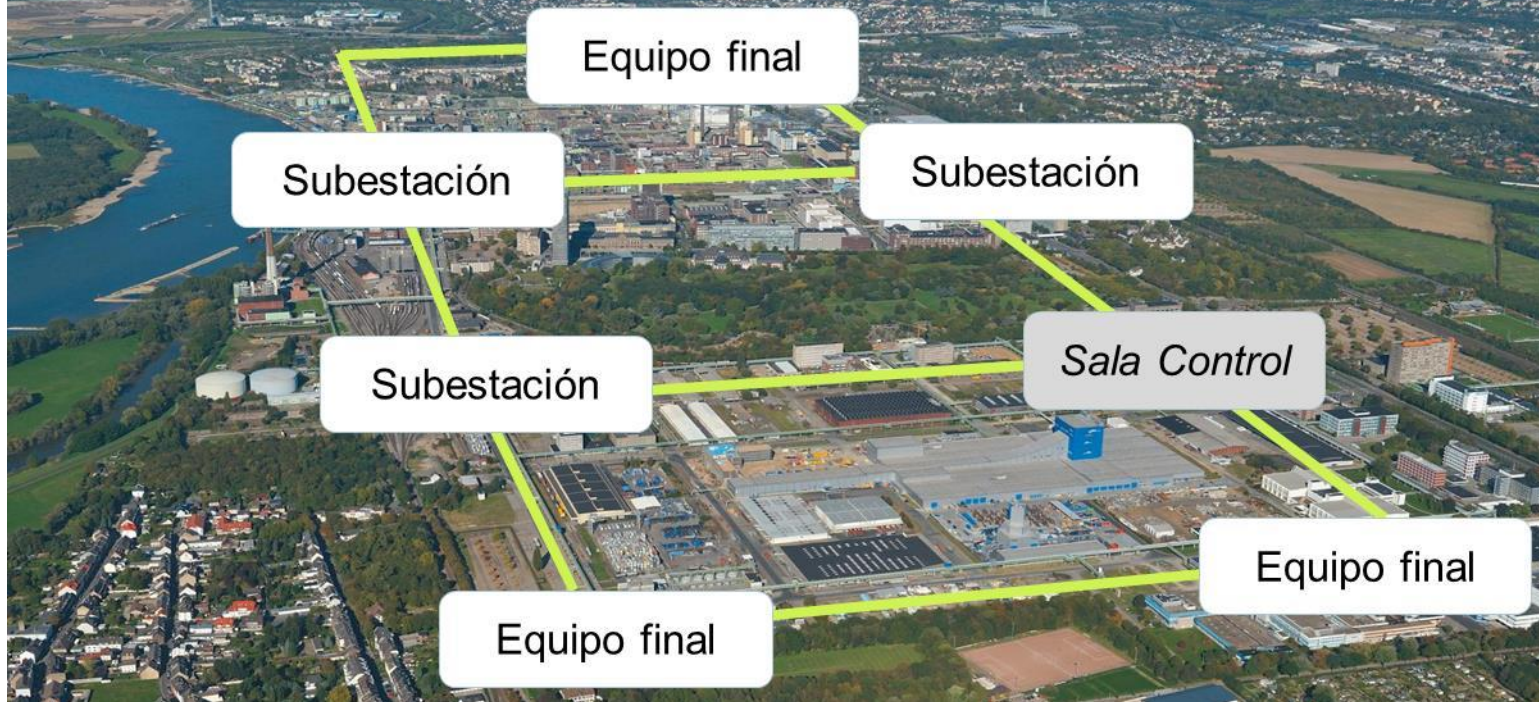 Equipo final
Subestación
Subestación
Subestación
Sala Control
Equipo final
Equipo final